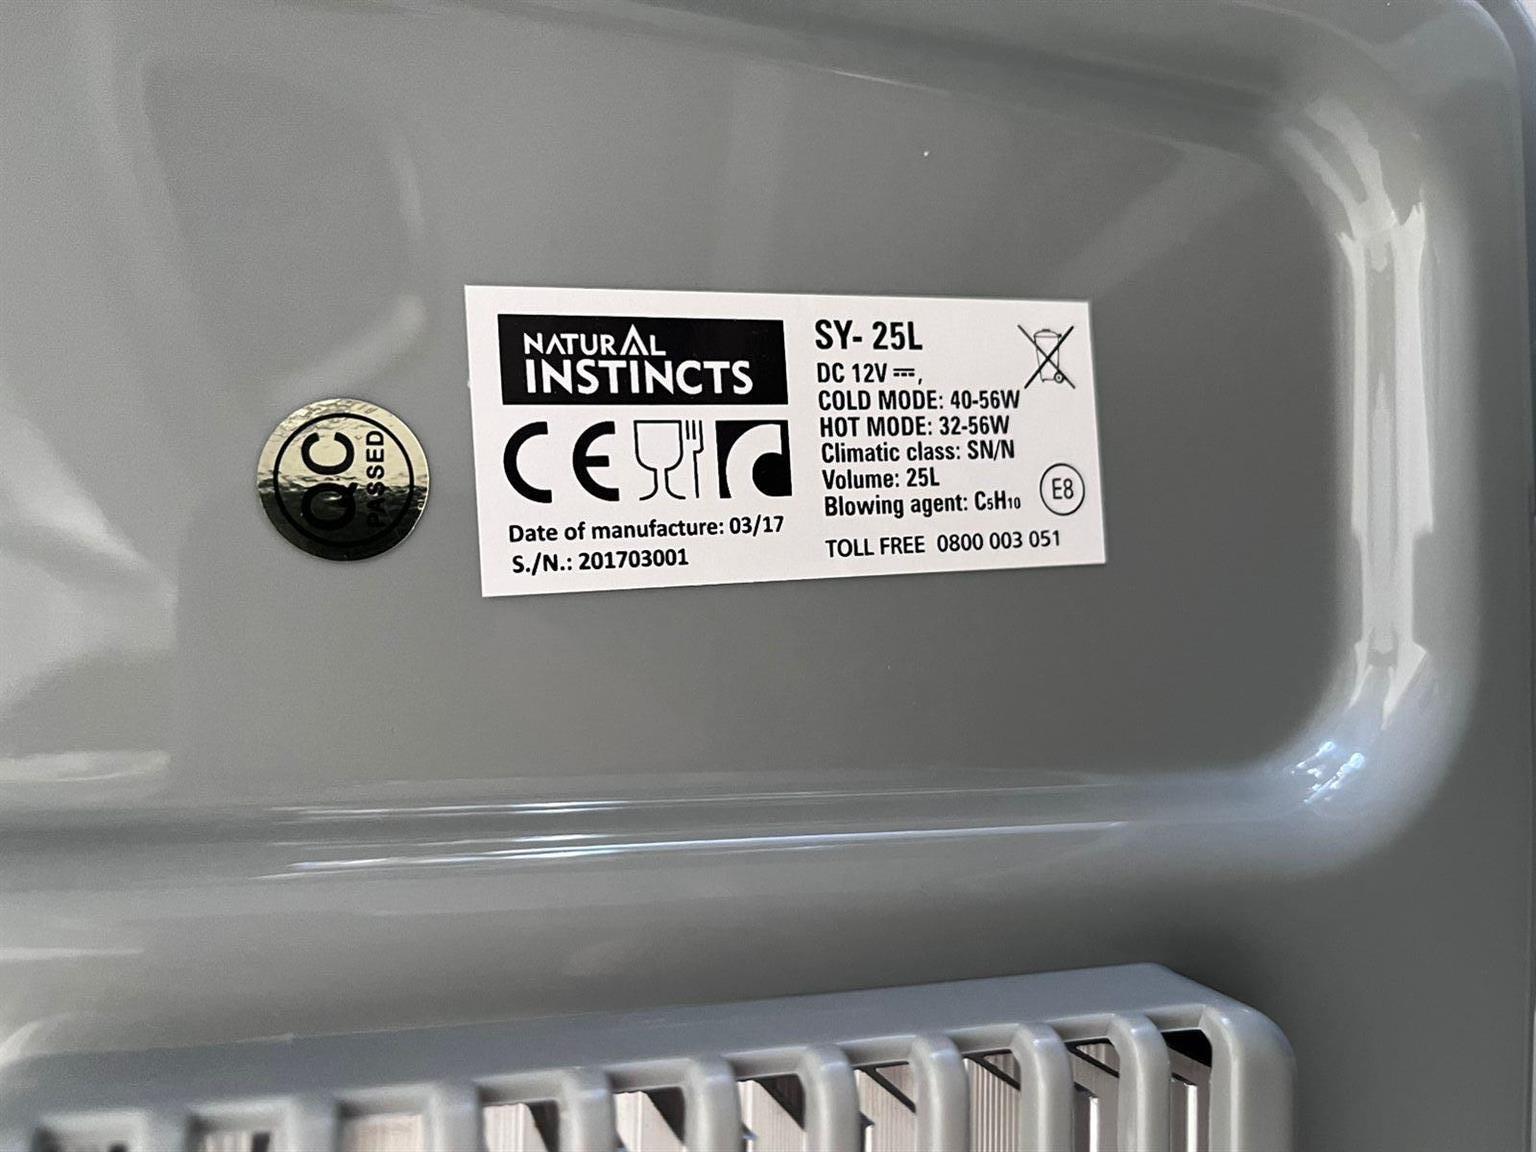 QC
PASSED
NATURAL
INSTINCTS
CE
Date of manufacture: 03/17
S./N.: 201703001
SY- 25L
DC 12V ⎓,
COLD MODE: 40-56W
HOT MODE: 32-56W
Climatic class: SN/N
Volume: 25L
Blowing agent: C₅H₁₀
E8
TOLL FREE 0800 003 051